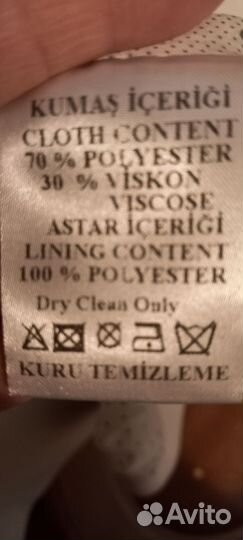 KUMAŞ İÇERİĞİ
CLOTH CONTENT
70 % POLYESTER
30 % VİSKON
VISCOSE
ASTAR İÇERİĞİ
LINING CONTENT
100 % POLYESTER
Dry Clean Only
KURU TEMİZLEME
Avito